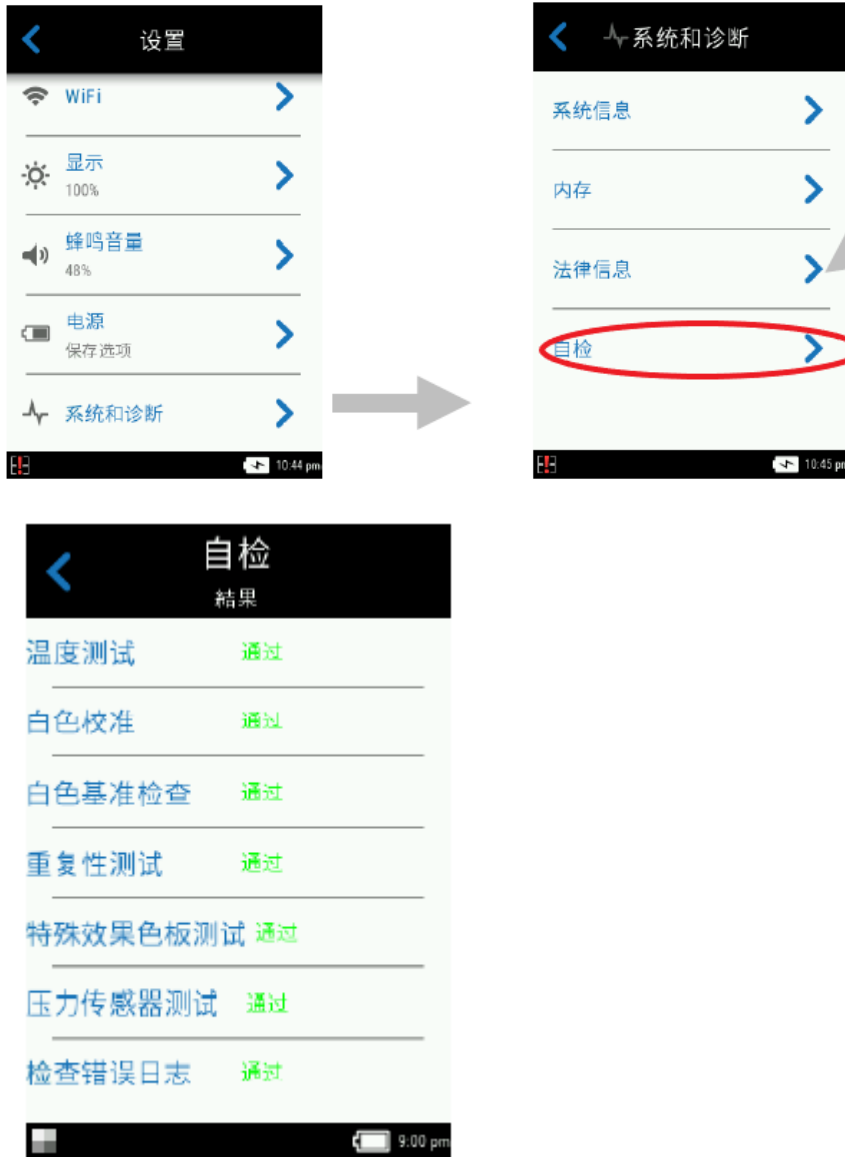 设置
WiFi
显示
100%
蜂鸣音量
48%
电源
保存选项
系统和诊断
10:44 pm
系统和诊断
系统信息
内存
法律信息
自检
10:45 pm
自检
結果
温度测试 通过
白色校准 通过
白色基准检查 通过
重复性测试 通过
特殊效果色板测试 通过
压力传感器测试 通过
检查错误日志 通过
9:00 pm